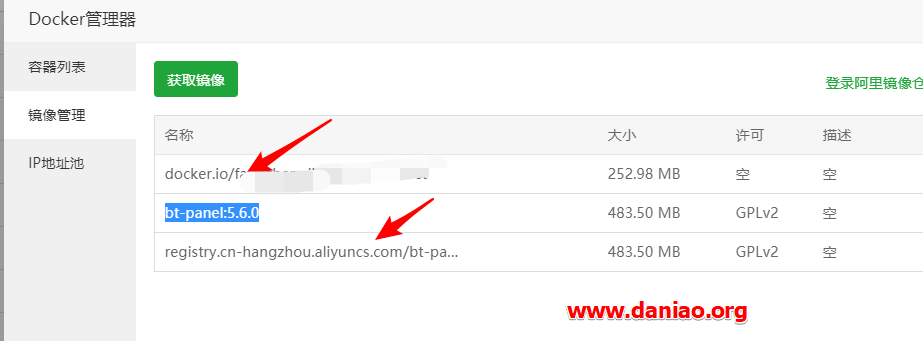 Docker管理器
容器列表
镜像管理
IP地址池
获取镜像
登录阿里镜像仓
名称 大小 许可 描述
docker.io/ 252.98 MB 空 空
bt-panel:5.6.0 483.50 MB GPLv2 空
registry.cn-hangzhou.aliyuncs.com/bt-pa... 483.50 MB GPLv2 空
www.daniao.org